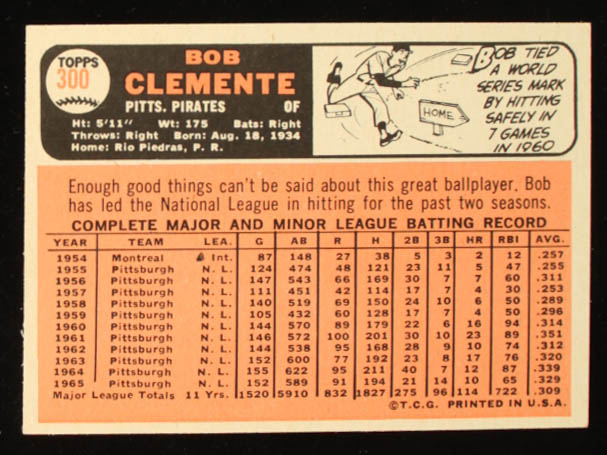 TOPPS
300
BOB
CLEMENTE
PITTS. PIRATES OF
Ht: 5'11" Wt: 175 Bats: Right
Throws: Right Born: Aug. 18, 1934
Home: Rio Piedras, P. R.
HOME
BOB TIED
A WORLD
SERIES MARK
BY HITTING
SAFELY IN
7 GAMES
IN 1960
Enough good things can't be said about this great ballplayer. Bob
has led the National League in hitting for the past two seasons.
COMPLETE MAJOR AND MINOR LEAGUE BATTING RECORD
YEAR TEAM LEA. G AB R H 2B 3B HR RBI AVG.
1954 Montreal Int. 87 148 27 38 5 3 2 12 .257
1955 Pittsburgh N. L. 124 474 48 121 23 11 5 47 .255
1956 Pittsburgh N. L. 147 543 66 169 30 7 7 60 .311
1957 Pittsburgh N. L. 111 451 42 114 17 7 4 30 .253
1958 Pittsburgh N. L. 140 519 69 150 24 10 6 50 .289
1959 Pittsburgh N. L. 105 432 60 128 17 7 4 50 .296
1960 Pittsburgh N. L. 144 570 89 179 22 6 16 94 .314
1961 Pittsburgh N. L. 146 572 100 201 30 10 23 89 .351
1962 Pittsburgh N. L. 144 538 95 168 28 9 10 74 .312
1963 Pittsburgh N. L. 152 600 77 192 23 8 17 76 .320
1964 Pittsburgh N. L. 155 622 95 211 40 7 12 87 .339
1965 Pittsburgh N. L. 152 589 91 194 21 14 10 65 .329
Major League Totals 11 Yrs. 1520 5910 832 1827 275 96 114 722 .309
©T.C.G. PRINTED IN U.S.A.